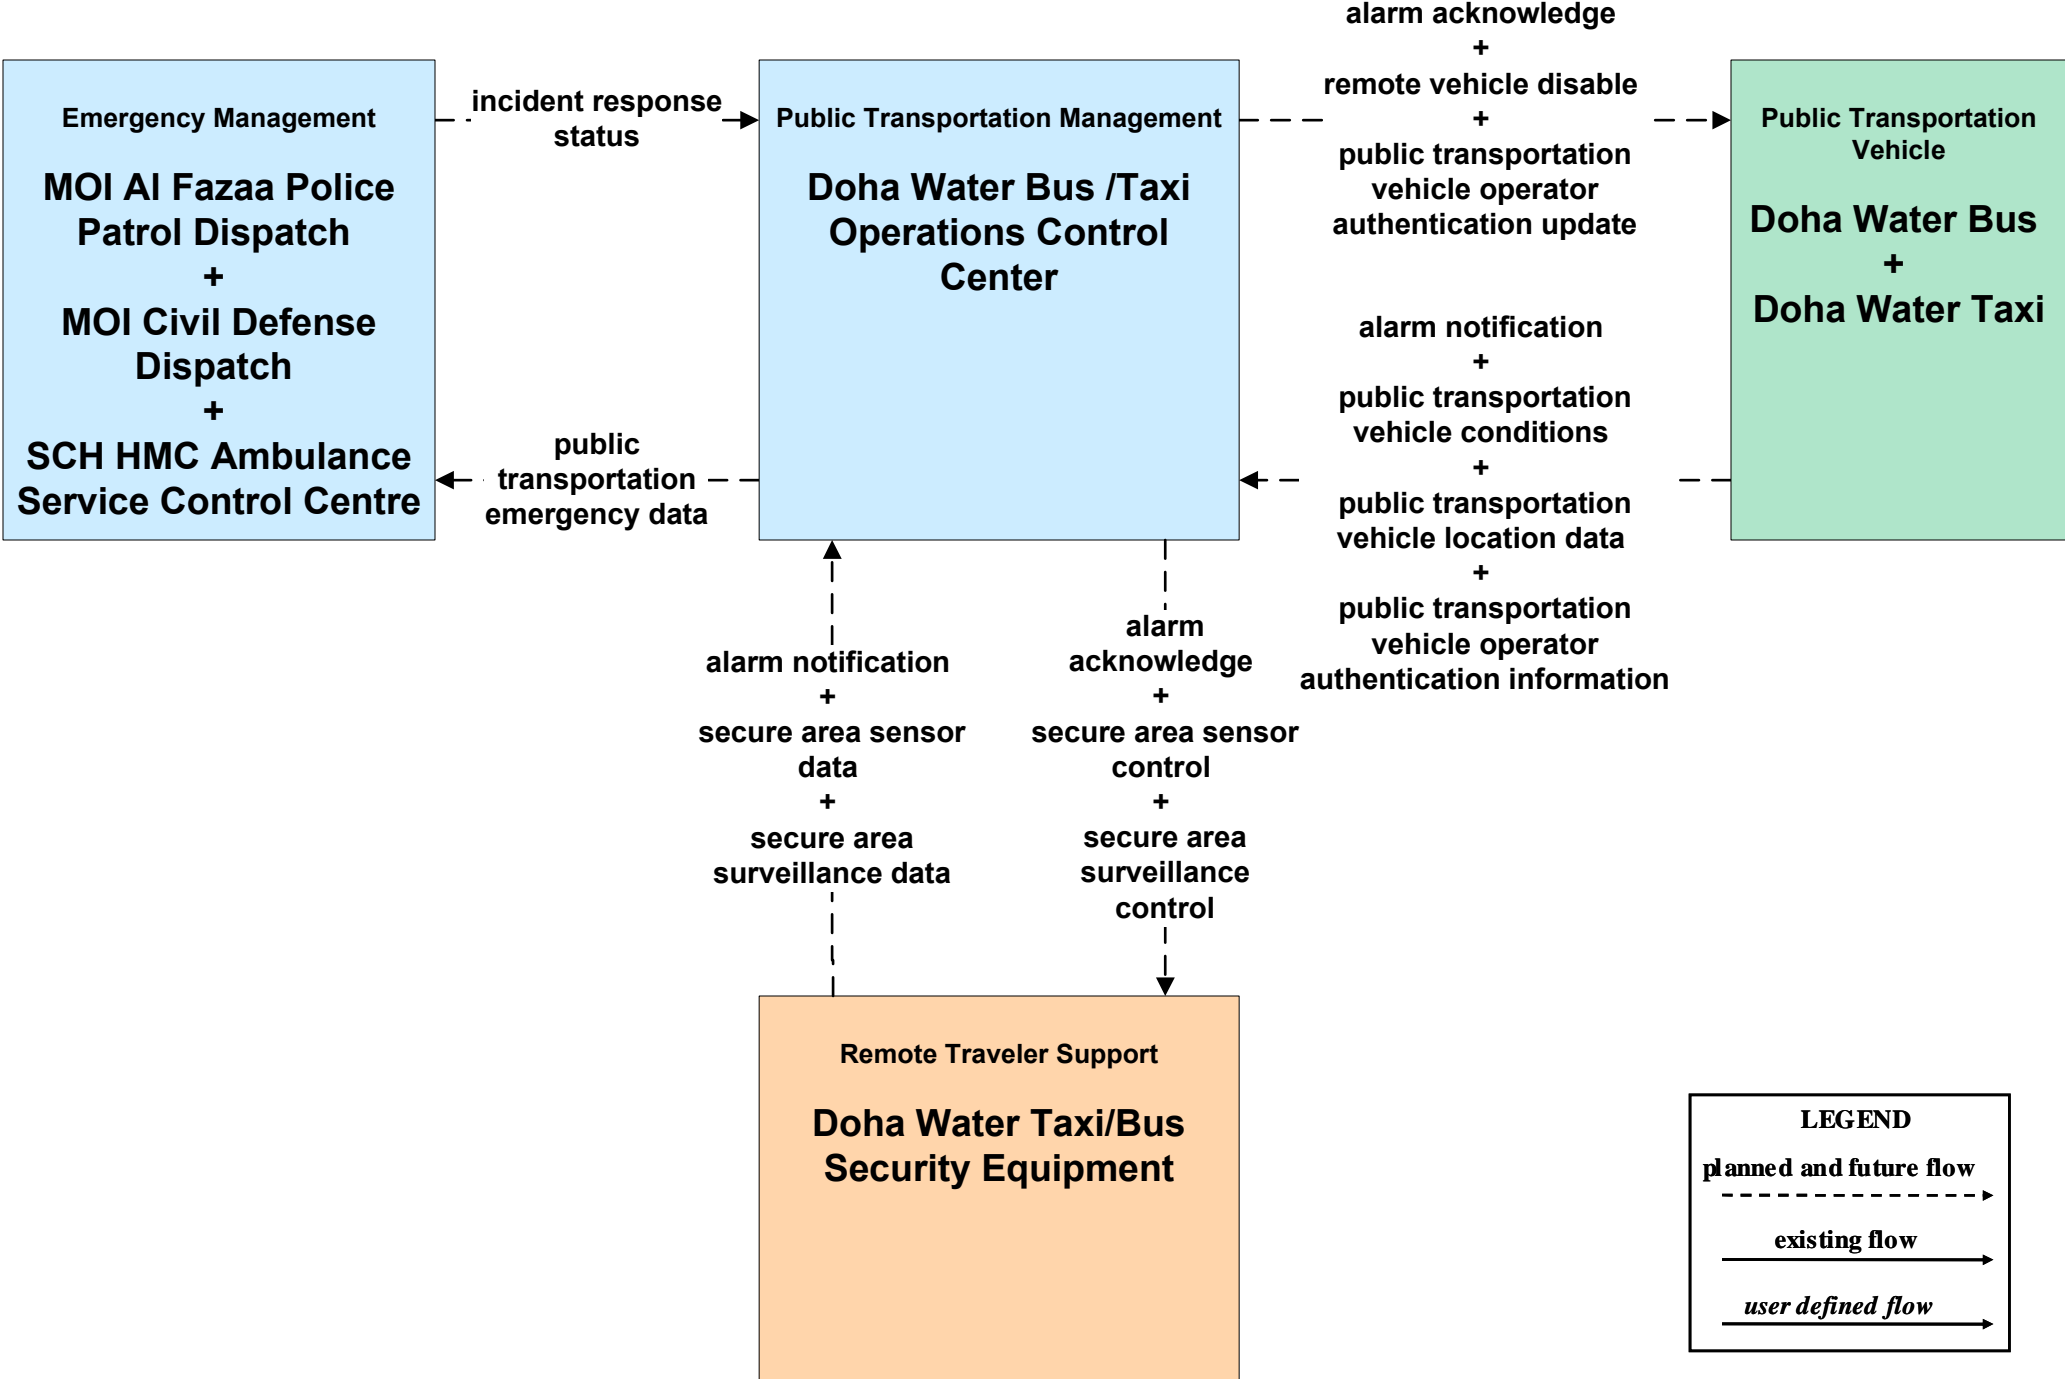 Emergency Management
MOI Al Fazaa Police
Patrol Dispatch
+
MOI Civil Defense
Dispatch
+
SCH HMC Ambulance
Service Control Centre
incident response
status
public
transportation
emergency data
Public Transportation Management
Doha Water Bus /Taxi
Operations Control
Center
alarm acknowledge
+
remote vehicle disable
+
public transportation
vehicle operator
authentication update
alarm notification
+
public transportation
vehicle conditions
+
public transportation
vehicle location data
+
public transportation
vehicle operator
authentication information
Public Transportation
Vehicle
Doha Water Bus
+
Doha Water Taxi
alarm notification
+
secure area sensor
data
+
secure area
surveillance data
alarm
acknowledge
+
secure area sensor
control
+
secure area
surveillance
control
Remote Traveler Support
Doha Water Taxi/Bus
Security Equipment
LEGEND
planned and future flow
existing flow
user defined flow